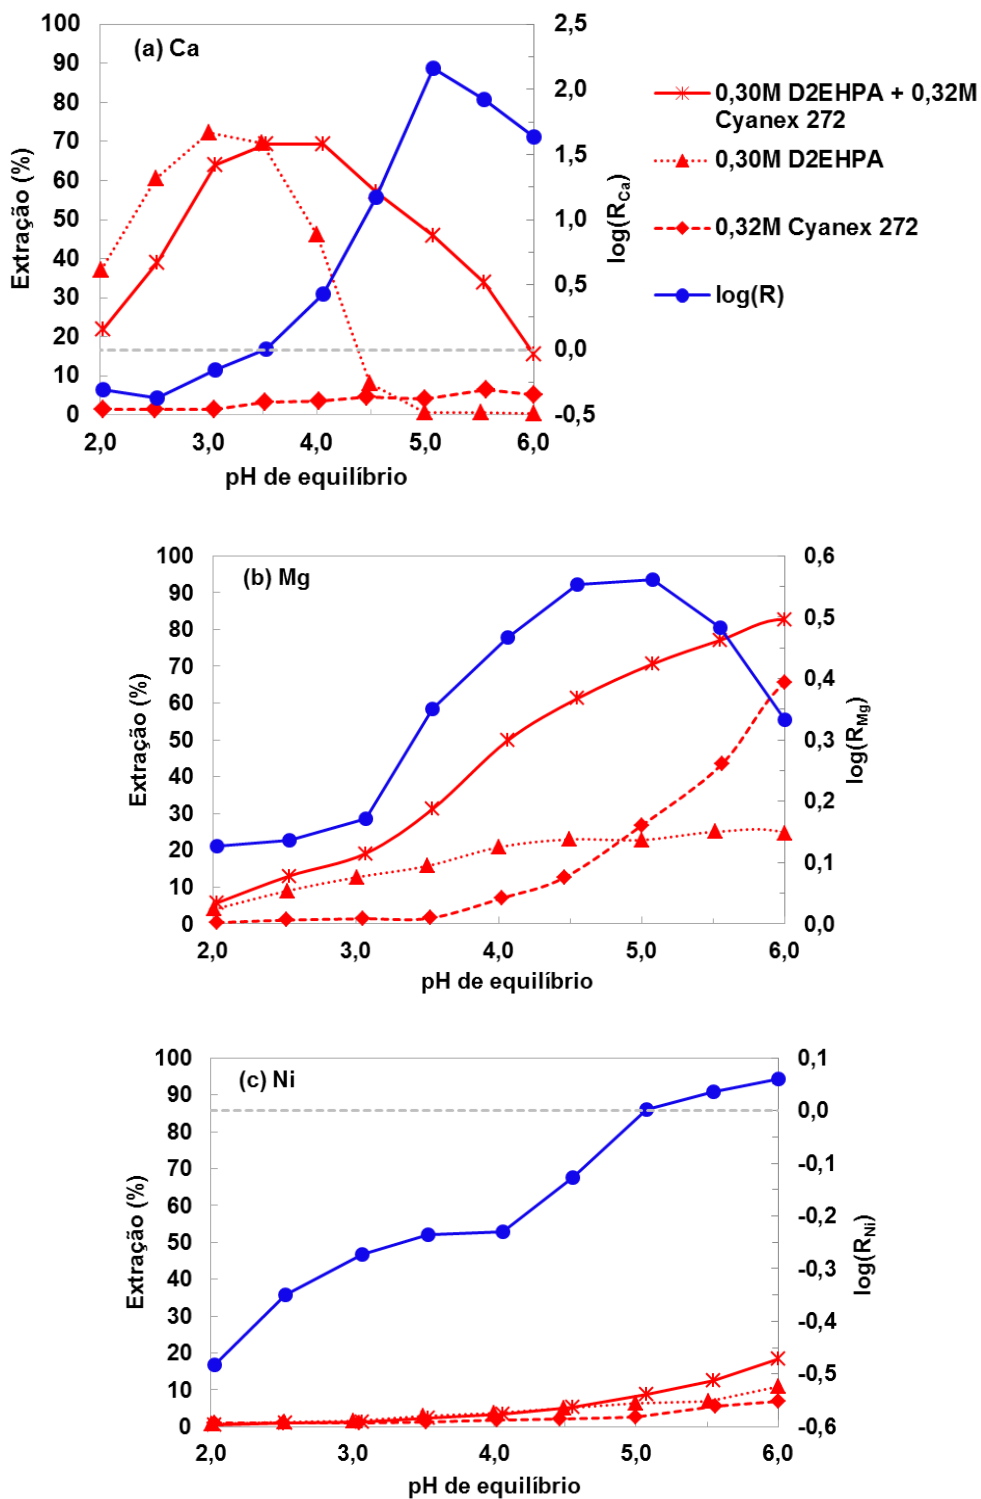 (a) Ca
Extração (%)
100
90
80
70
60
50
40
30
20
10
0
2,5
2,0
1,5
1,0
0,5
0,0
-0,5
log(RCa)
2,0 3,0 4,0 5,0 6,0
pH de equilíbrio
0,30M D2EHPA + 0,32M
Cyanex 272
0,30M D2EHPA
0,32M Cyanex 272
log(R)
(b) Mg
Extração (%)
100
90
80
70
60
50
40
30
20
10
0
0,6
0,5
0,4
0,3
0,2
0,1
0,0
log(RMg)
2,0 3,0 4,0 5,0 6,0
pH de equilíbrio
(c) Ni
Extração (%)
100
90
80
70
60
50
40
30
20
10
0
0,1
0,0
-0,1
-0,2
-0,3
-0,4
-0,5
-0,6
log(RNi)
2,0 3,0 4,0 5,0 6,0
pH de equilíbrio